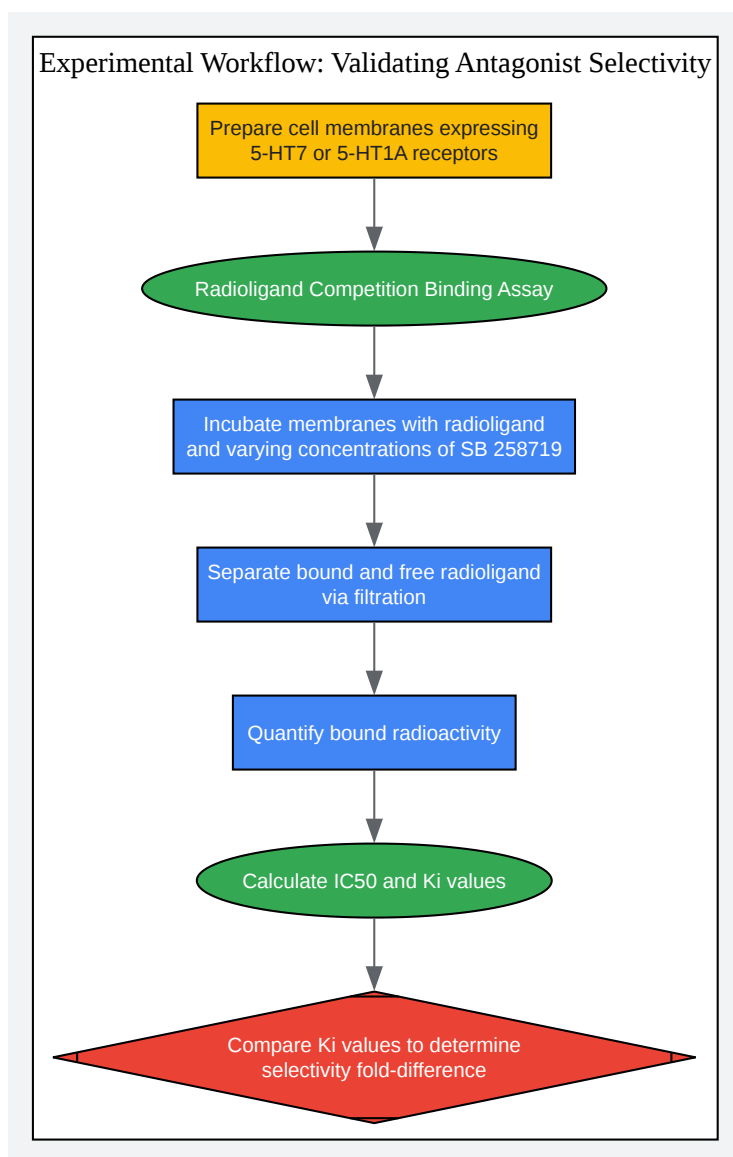 Experimental Workflow: Validating Antagonist Selectivity
Prepare cell membranes expressing
5-HT7 or 5-HT1A receptors
Radioligand Competition Binding Assay
Incubate membranes with radioligand
and varying concentrations of SB 258719
Separate bound and free radioligand
via filtration
Quantify bound radioactivity
Calculate IC50 and Ki values
Compare Ki values to determine
selectivity fold-difference